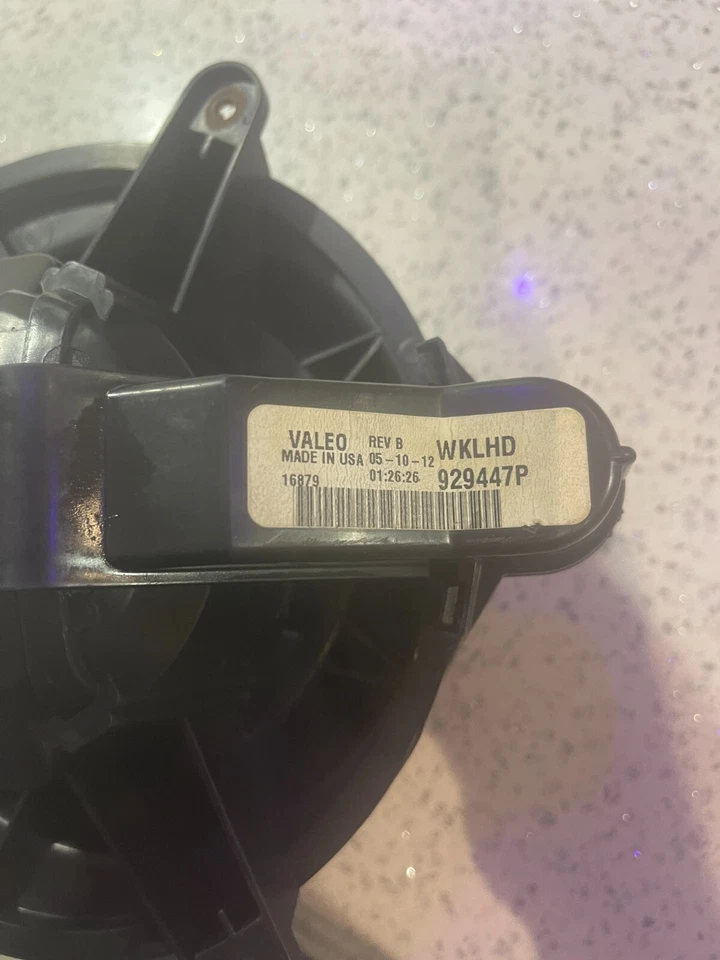 VALEO REV B WKLHD
MADE IN USA 05-10-12
16879 01:26:26 929447P